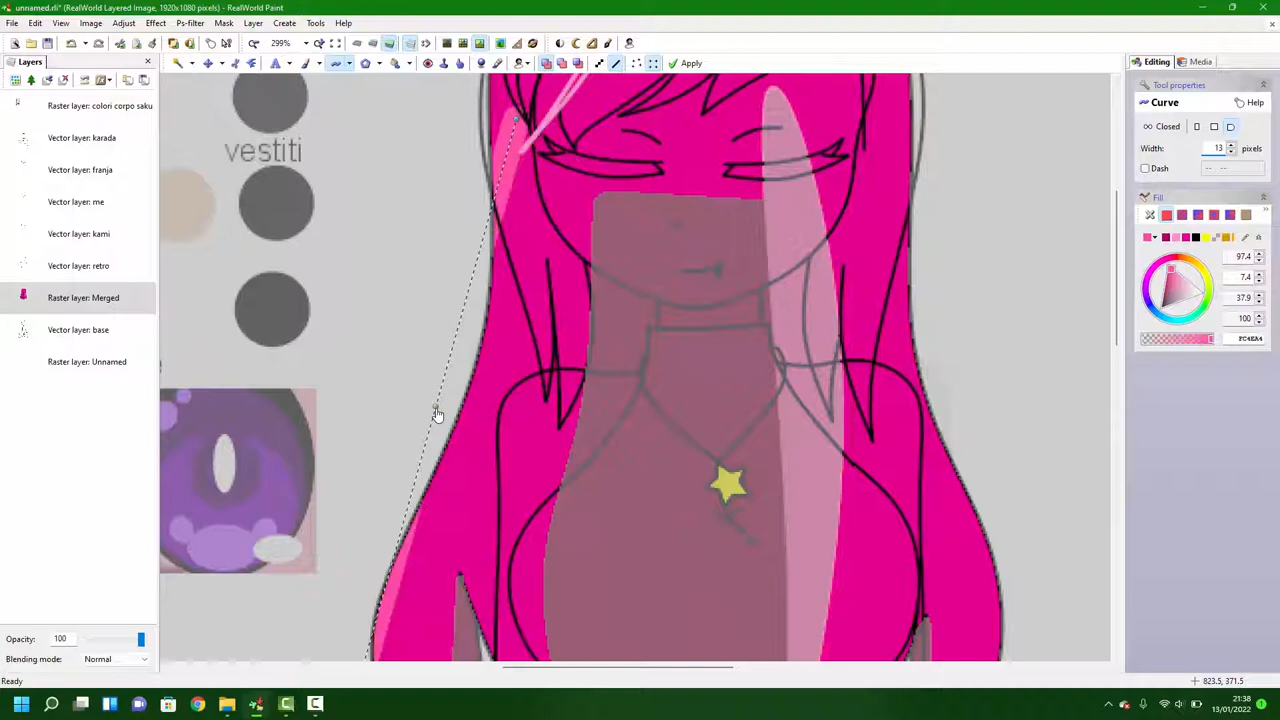 unnamed.rli* (RealWorld Layered Image, 1920x1080 pixels) - RealWorld Paint
File Edit View Image Adjust Effect Ps-filter Mask Layer Create Tools Help
299%
Layers
Apply
Editing Media
Raster layer: colori corpo saku
Vector layer: karada
Vector layer: franja
Vector layer: me
Vector layer: kami
Vector layer: retro
Raster layer: Merged
Vector layer: base
Raster layer: Unnamed
vestiti
Tool properties
Curve Help
Closed
Width: 13 pixels
Dash
Fill
97.4
7.4
37.9
100
FC4EA4
Opacity: 100
Blending mode: Normal
Ready
823.5, 371.5
21:38
13/01/2022